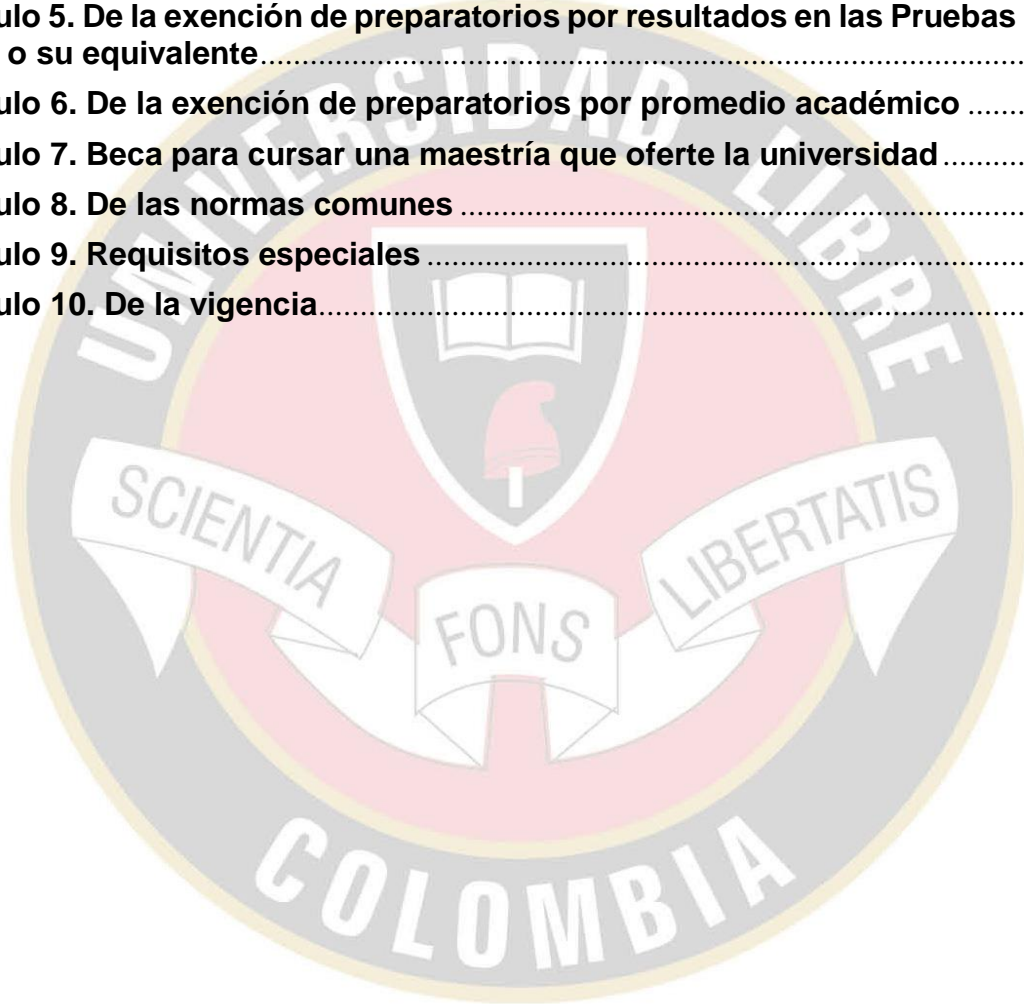 ulo 5. De la exención de preparatorios por resultados en las Pruebas
o su equivalente
ulo 6. De la exención de preparatorios por promedio académico
ulo 7. Beca para cursar una maestría que oferte la universidad
ulo 8. De las normas comunes
ulo 9. Requisitos especiales
ulo 10. De la vigencia
UNIVERSIDAD LIBRE
SCIENTIA
FONS
LIBERTATIS
COLOMBIA